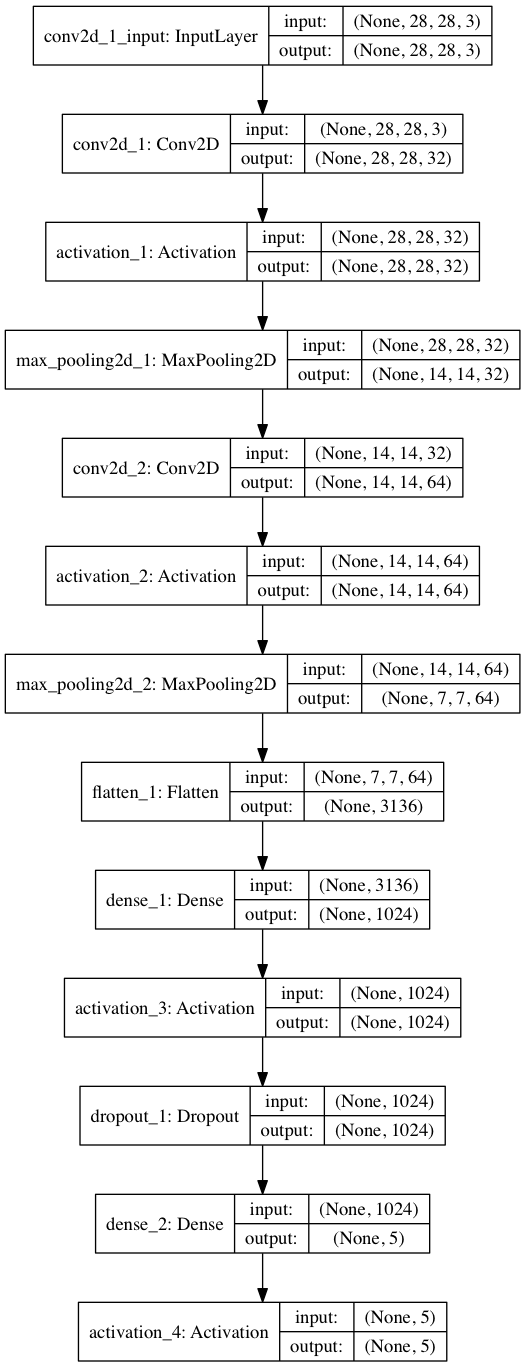 conv2d_1_input: InputLayer input: (None, 28, 28, 3)
output: (None, 28, 28, 3)
conv2d_1: Conv2D input: (None, 28, 28, 3)
output: (None, 28, 28, 32)
activation_1: Activation input: (None, 28, 28, 32)
output: (None, 28, 28, 32)
max_pooling2d_1: MaxPooling2D input: (None, 28, 28, 32)
output: (None, 14, 14, 32)
conv2d_2: Conv2D input: (None, 14, 14, 32)
output: (None, 14, 14, 64)
activation_2: Activation input: (None, 14, 14, 64)
output: (None, 14, 14, 64)
max_pooling2d_2: MaxPooling2D input: (None, 14, 14, 64)
output: (None, 7, 7, 64)
flatten_1: Flatten input: (None, 7, 7, 64)
output: (None, 3136)
dense_1: Dense input: (None, 3136)
output: (None, 1024)
activation_3: Activation input: (None, 1024)
output: (None, 1024)
dropout_1: Dropout input: (None, 1024)
output: (None, 1024)
dense_2: Dense input: (None, 1024)
output: (None, 5)
activation_4: Activation input: (None, 5)
output: (None, 5)